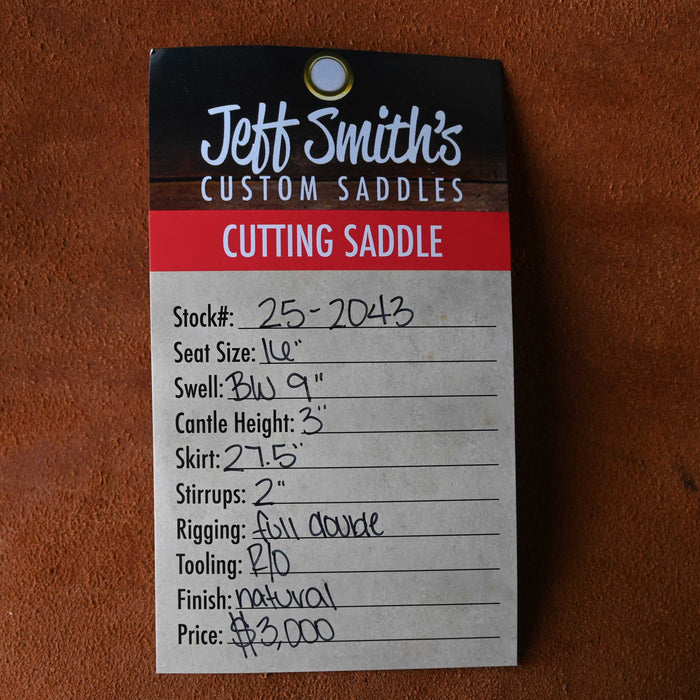 Jeff Smith's
CUSTOM SADDLES
CUTTING SADDLE
Stock#: 25-2043
Seat Size: 16"
Swell: BW 9"
Cantle Height: 3"
Skirt: 27.5"
Stirrups: 2"
Rigging: full double
Tooling: R/O
Finish: natural
Price: $3,000